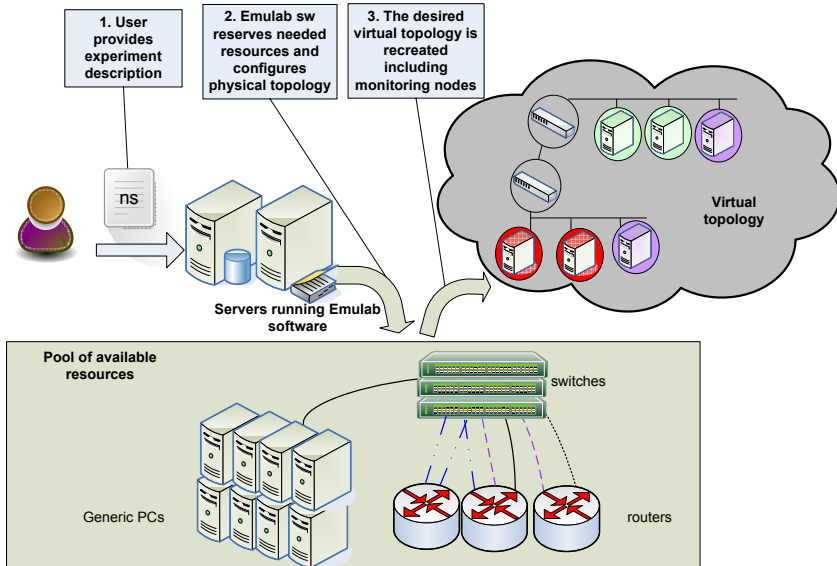 1. User
provides
experiment
description
2. Emulab sw
reserves needed
resources and
configures
physical topology
3. The desired
virtual topology is
recreated
including
monitoring nodes
ns
Virtual
topology
Servers running Emulab
software
Pool of available
resources
switches
Generic PCs
routers